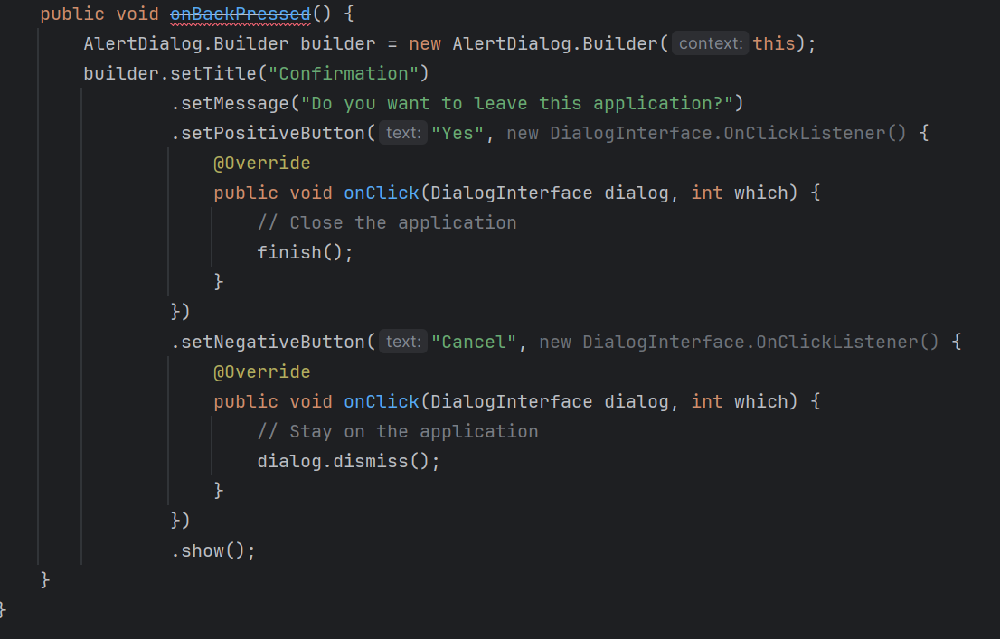 public void onBackPressed() {
AlertDialog.Builder builder = new AlertDialog.Builder( context: this);
builder.setTitle("Confirmation")
.setMessage("Do you want to leave this application?")
.setPositiveButton( text: "Yes", new DialogInterface.OnClickListener() {
@Override
public void onClick(DialogInterface dialog, int which) {
// Close the application
finish();
}
})
.setNegativeButton( text: "Cancel", new DialogInterface.OnClickListener() {
@Override
public void onClick(DialogInterface dialog, int which) {
// Stay on the application
dialog.dismiss();
}
})
.show();
}
}